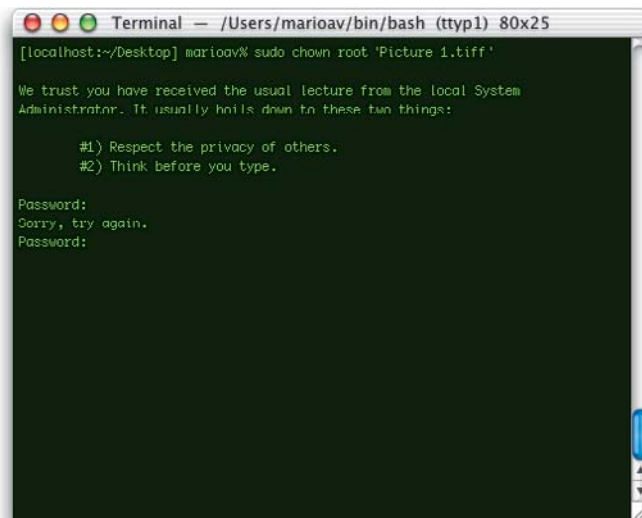 Terminal — /Users/marioav/bin/bash (ttyp1) 80x25
[localhost:~/Desktop] marioav% sudo chown root 'Picture 1.tiff'
We trust you have received the usual lecture from the local System
Administrator. It usually boils down to these two things:
#1) Respect the privacy of others.
#2) Think before you type.
Password:
Sorry, try again.
Password: